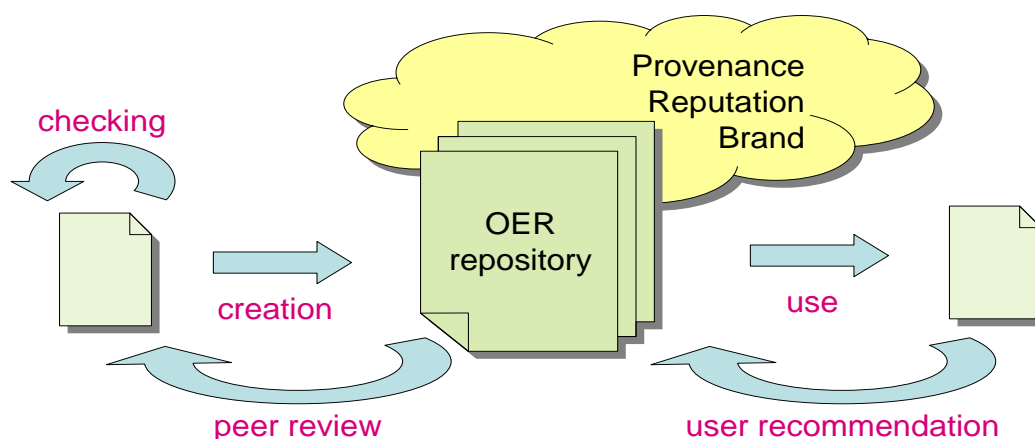 Provenance
Reputation
Brand
checking
OER
repository
creation
use
peer review
user recommendation